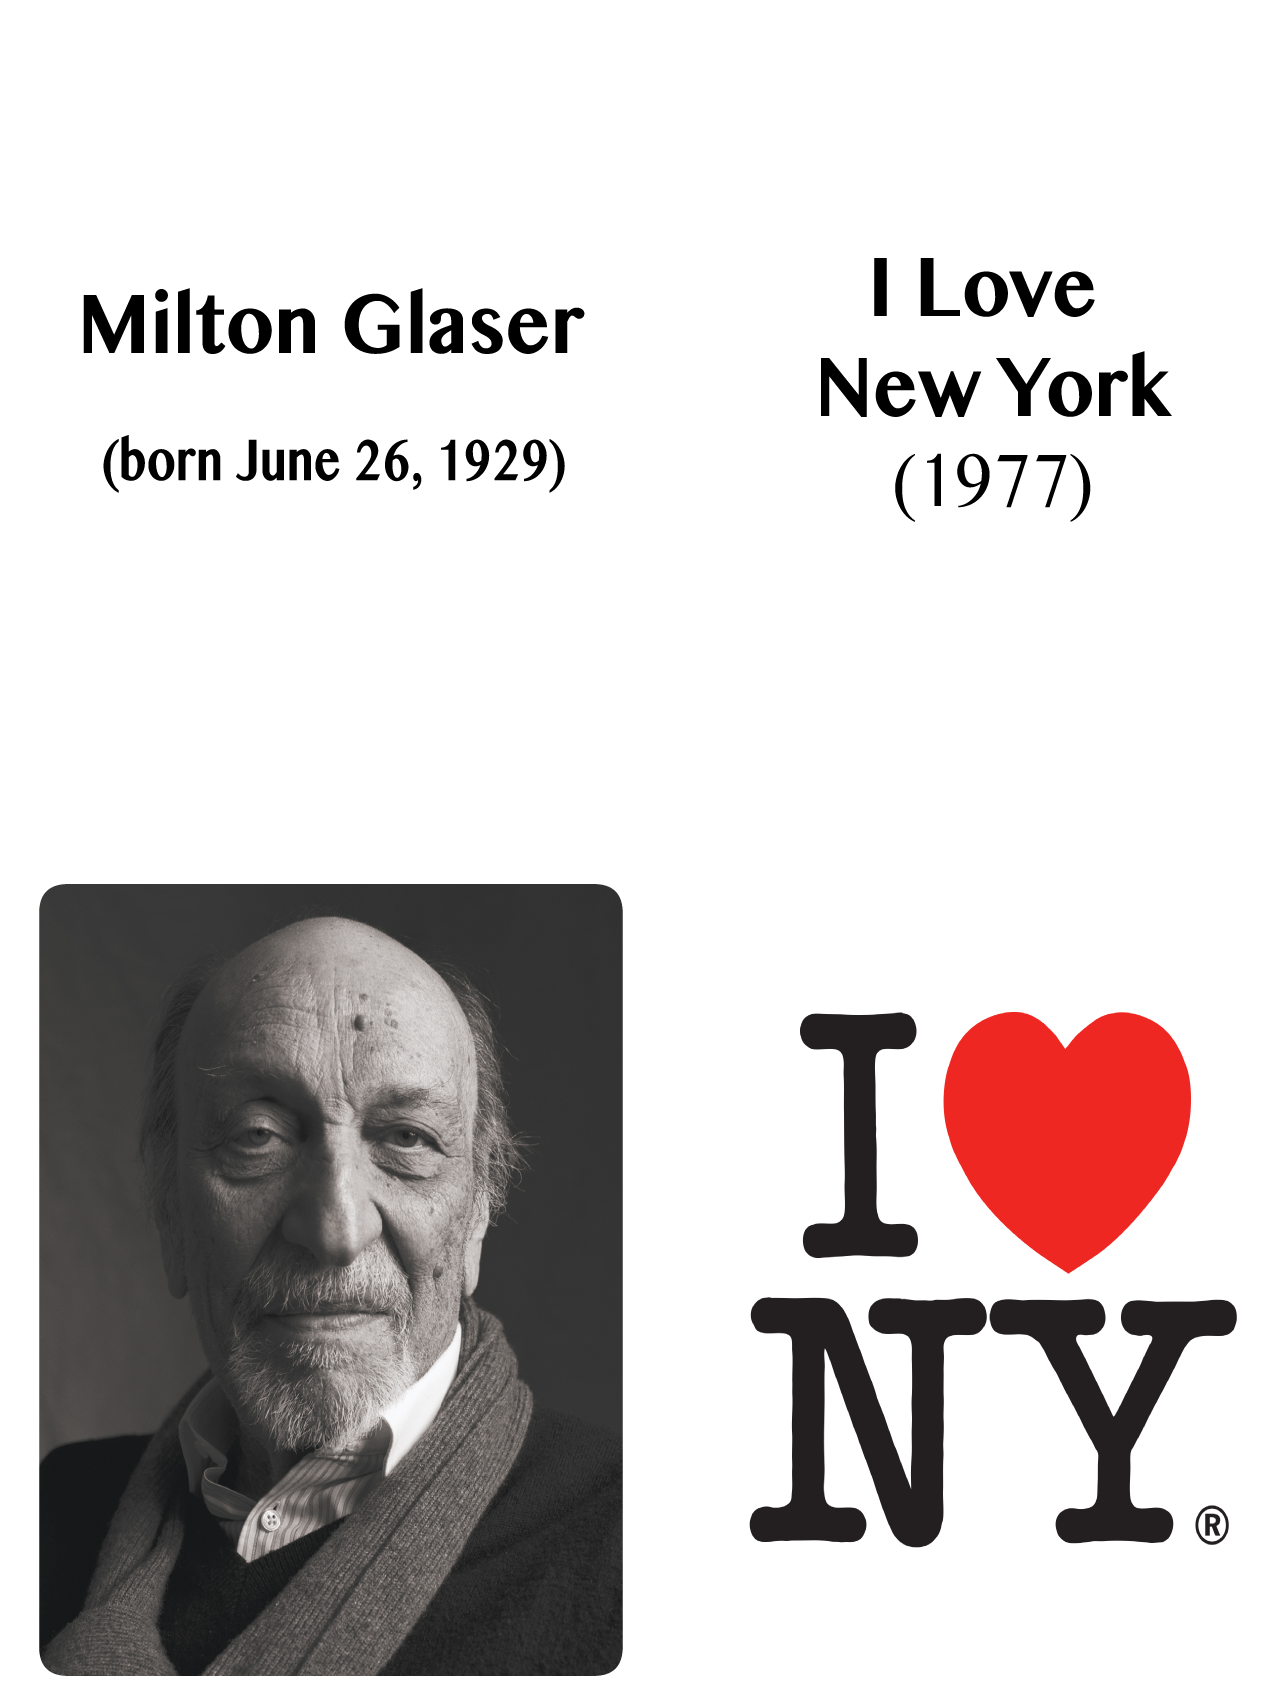 Milton Glaser
(born June 26, 1929)
I Love
New York
(1977)
I ♥
NY®